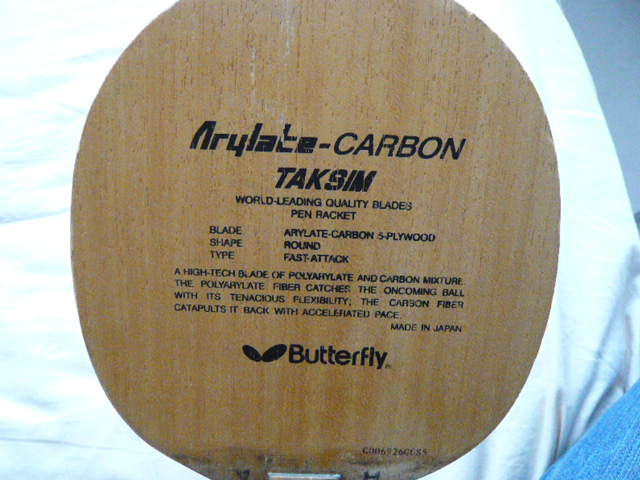 Arylate-CARBON
TAKSIM
WORLD-LEADING QUALITY BLADES
PEN RACKET
BLADE ARYLATE-CARBON 5-PLYWOOD
SHAPE ROUND
TYPE FAST-ATTACK
A HIGH-TECH BLADE OF POLYARYLATE AND CARBON MIXTURE.
THE POLYARYLATE FIBER CATCHES THE ONCOMING BALL
WITH ITS TENACIOUS FLEXIBILITY; THE CARBON FIBER
CATAPULTS IT BACK WITH ACCELERATED PACE.
MADE IN JAPAN
Butterfly®